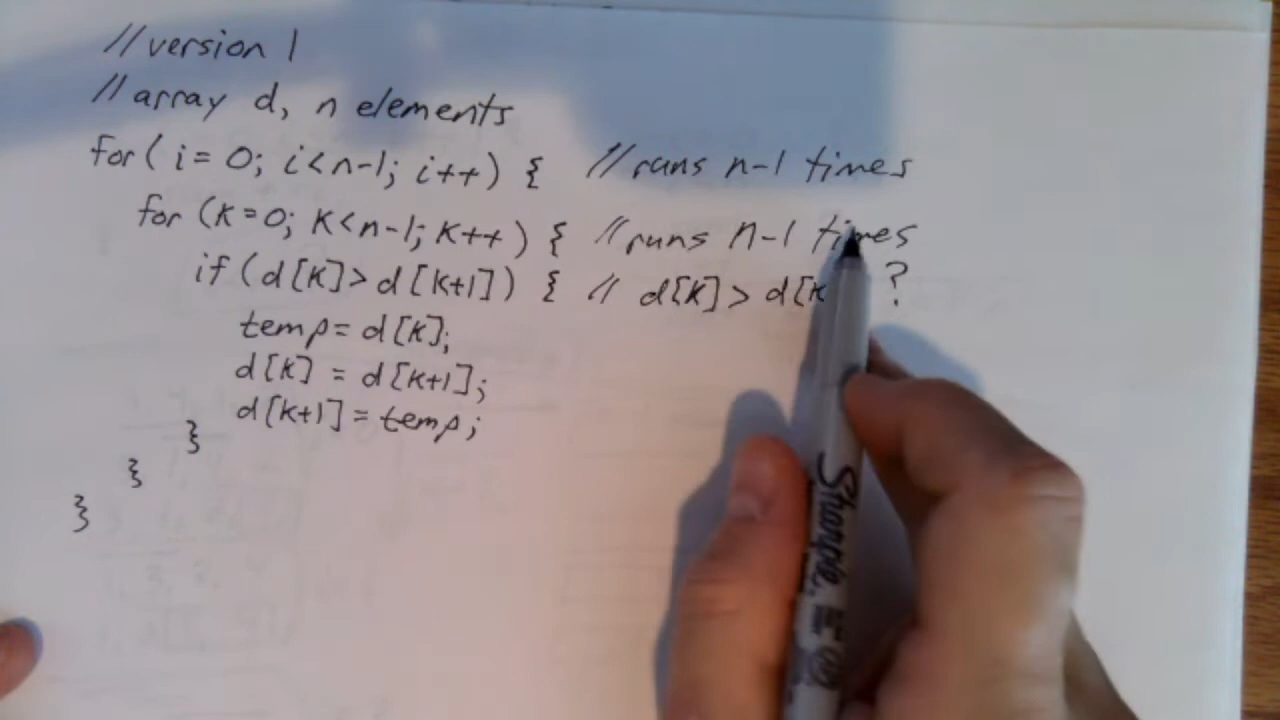 //version 1
//array d, n elements
for( i= 0; i<n-1; i++) { //runs n-1 times
for (k=0; k<n-1; k++) { //runs n-1 times
if (d[k]>d[k+1]) { // d[k] > d[k ?
temp= d[k];
d[k] = d[k+1];
d[k+1] = temp;
}
}
}
Sharpie